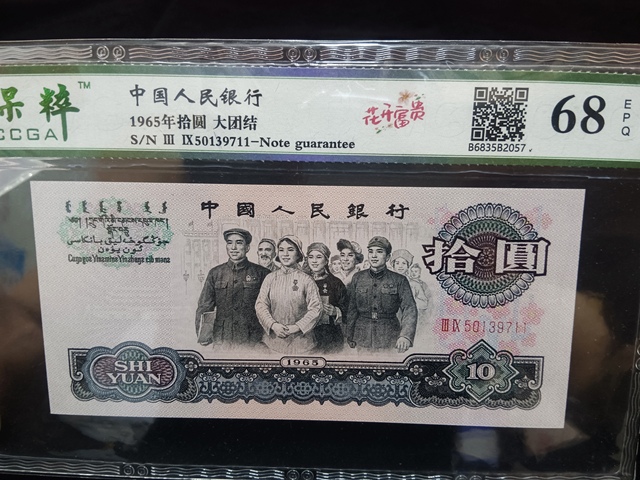 粹™
CCGA
中国人民银行
1965年拾圆 大团结
S/N III IX50139711-Note guarantee
花开富贵
B6835B2057
68
EPQ
中國人民銀行
拾圓
III IX 50139711
1965
SHI
YUAN
10